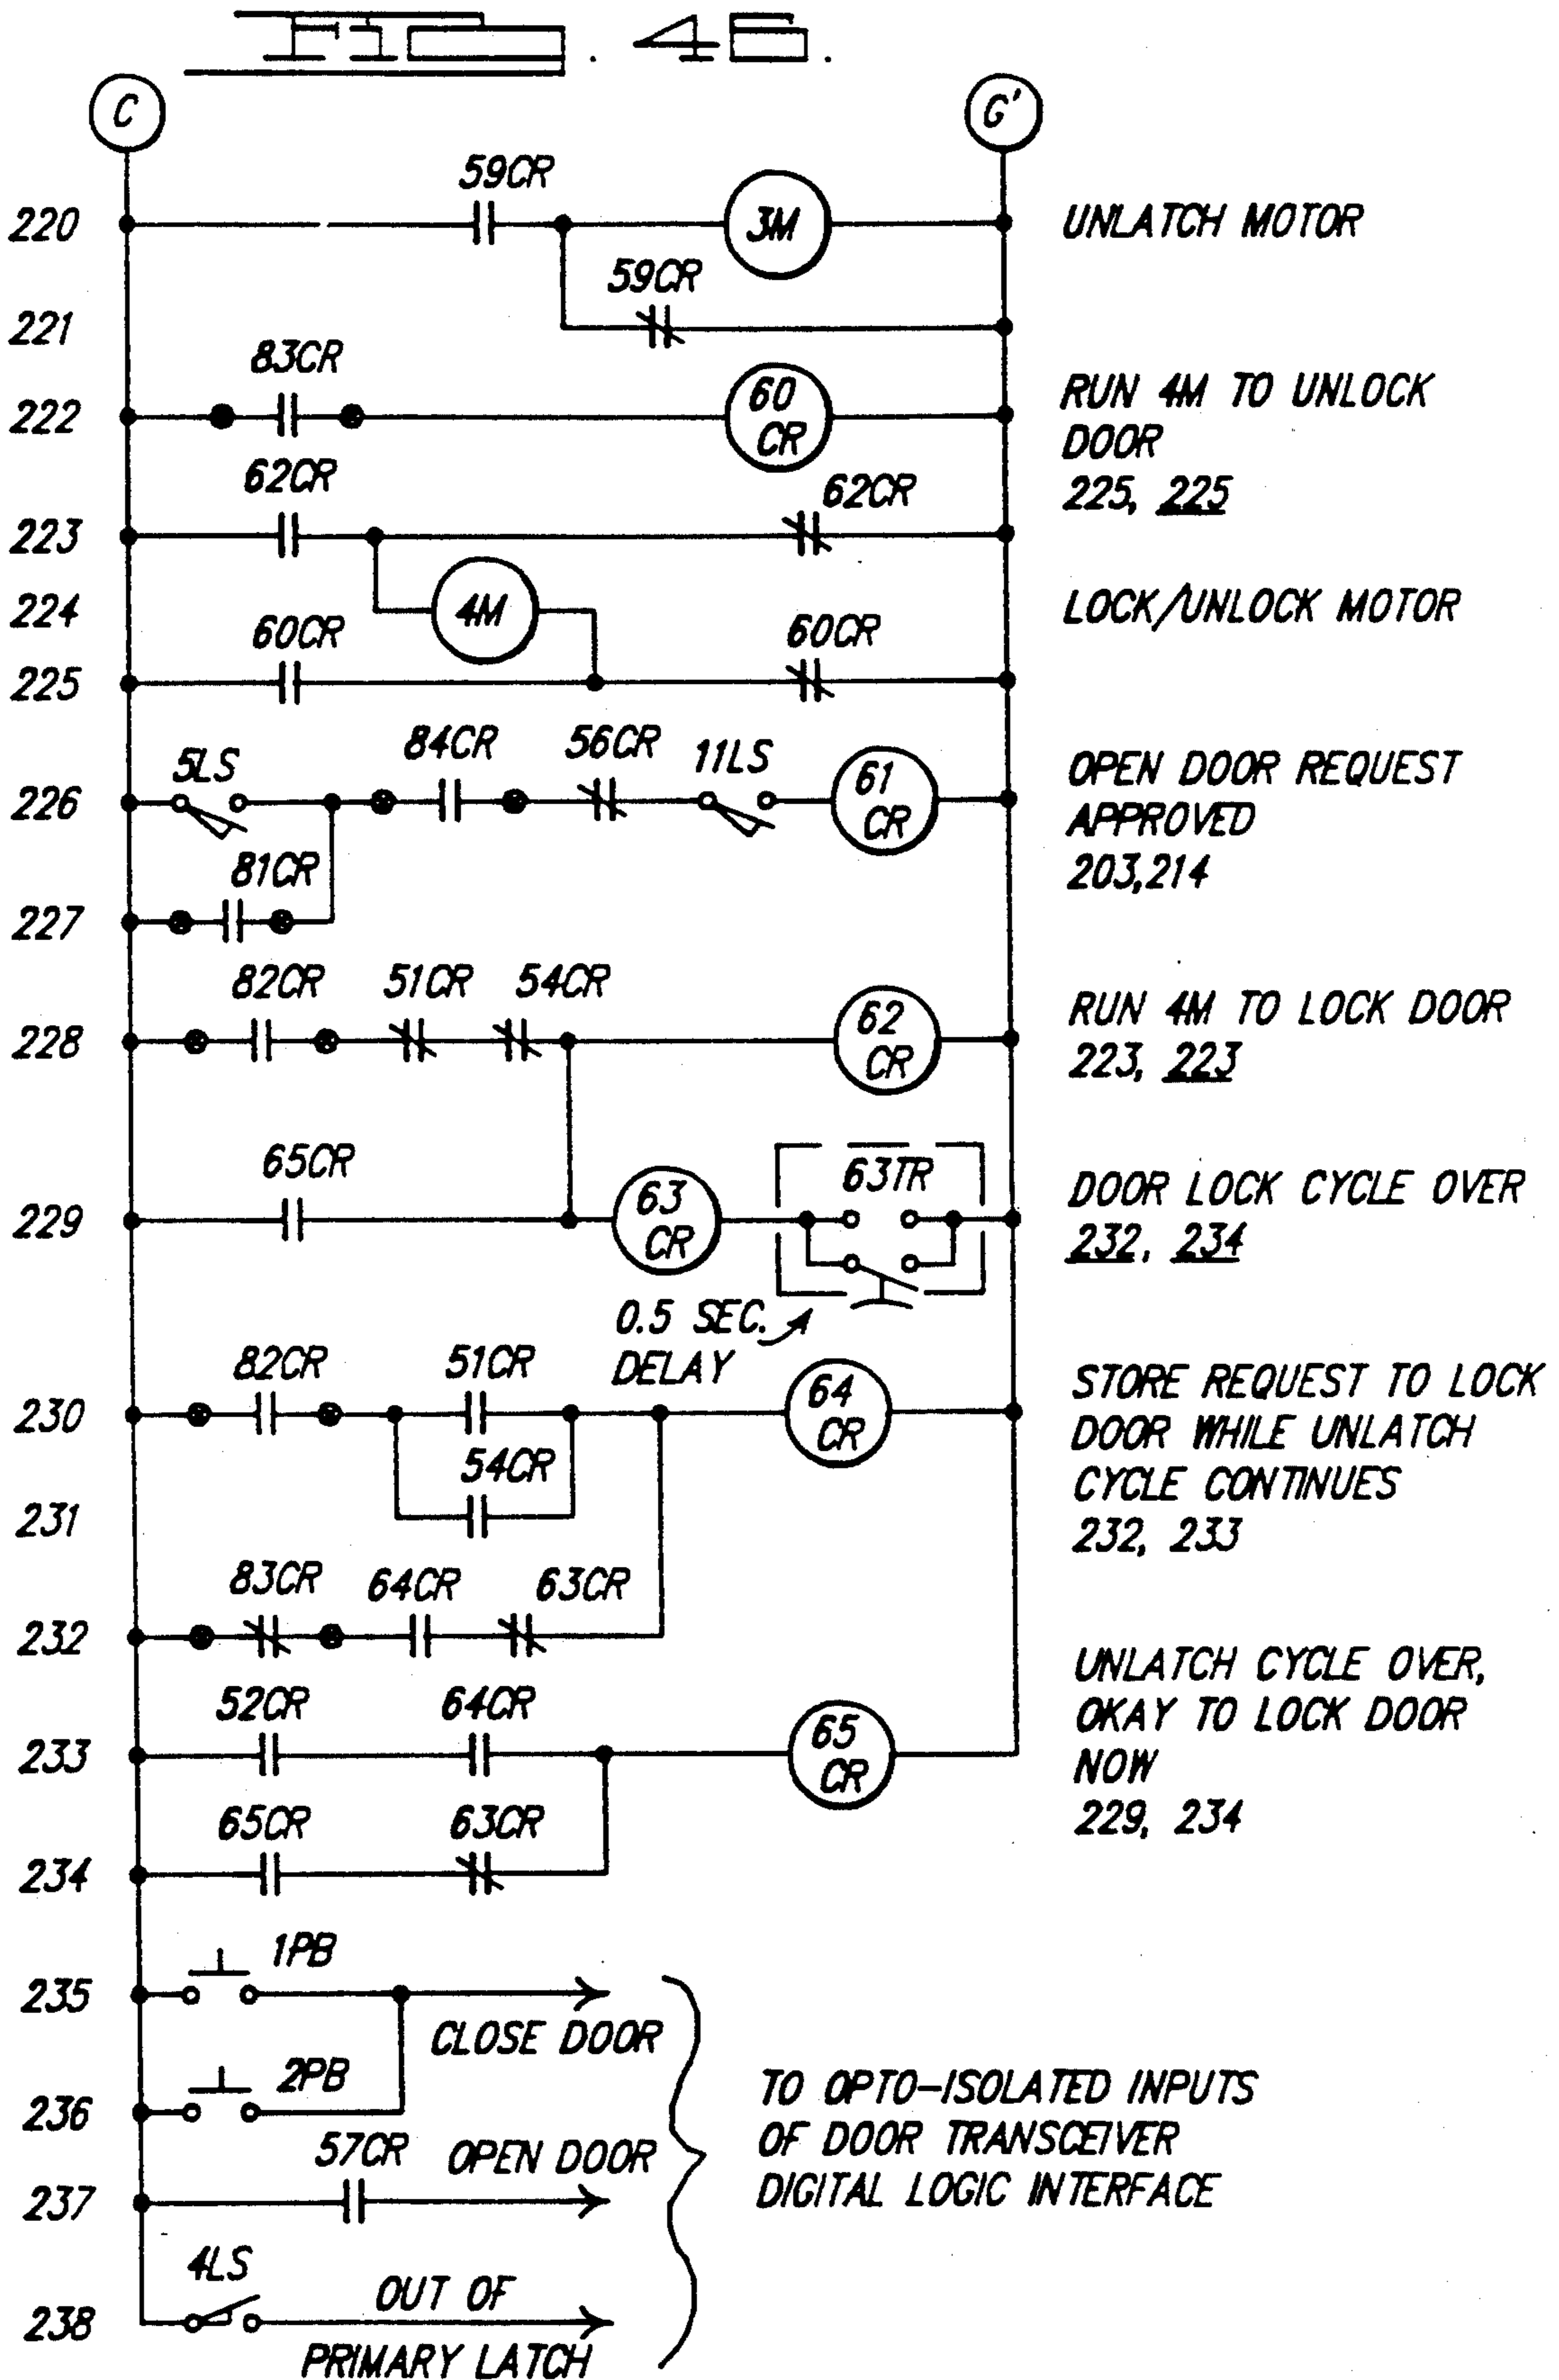 FIG. 46.
C G'
59CR
220 3M UNLATCH MOTOR
59CR
221
83CR
222 60 CR RUN 4M TO UNLOCK
DOOR
225, 225
62CR 62CR
223
224 4M LOCK/UNLOCK MOTOR
60CR 60CR
225
5LS 84CR 56CR 11LS
226 61 CR OPEN DOOR REQUEST
APPROVED
203,214
81CR
227
82CR 51CR 54CR
228 62 CR RUN 4M TO LOCK DOOR
223, 223
65CR 63TR
229 63 CR DOOR LOCK CYCLE OVER
232, 234
0.5 SEC.
DELAY
82CR 51CR
230 64 CR STORE REQUEST TO LOCK
DOOR WHILE UNLATCH
CYCLE CONTINUES
232, 233
54CR
231
83CR 64CR 63CR
232
52CR 64CR
233 65 CR UNLATCH CYCLE OVER,
OKAY TO LOCK DOOR
NOW
229, 234
65CR 63CR
234
1PB
235
CLOSE DOOR
2PB
236
57CR OPEN DOOR
237
4LS OUT OF
238
PRIMARY LATCH
TO OPTO-ISOLATED INPUTS
OF DOOR TRANSCEIVER
DIGITAL LOGIC INTERFACE